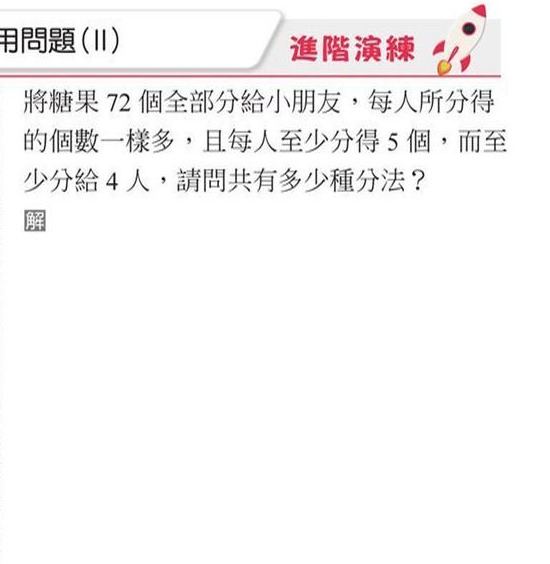 用問題(II)
進階演練
將糖果 72 個全部分給小朋友,每人所分得
的個數一樣多,且每人至少分得 5 個,而至
少分給 4 人,請問共有多少種分法?
解